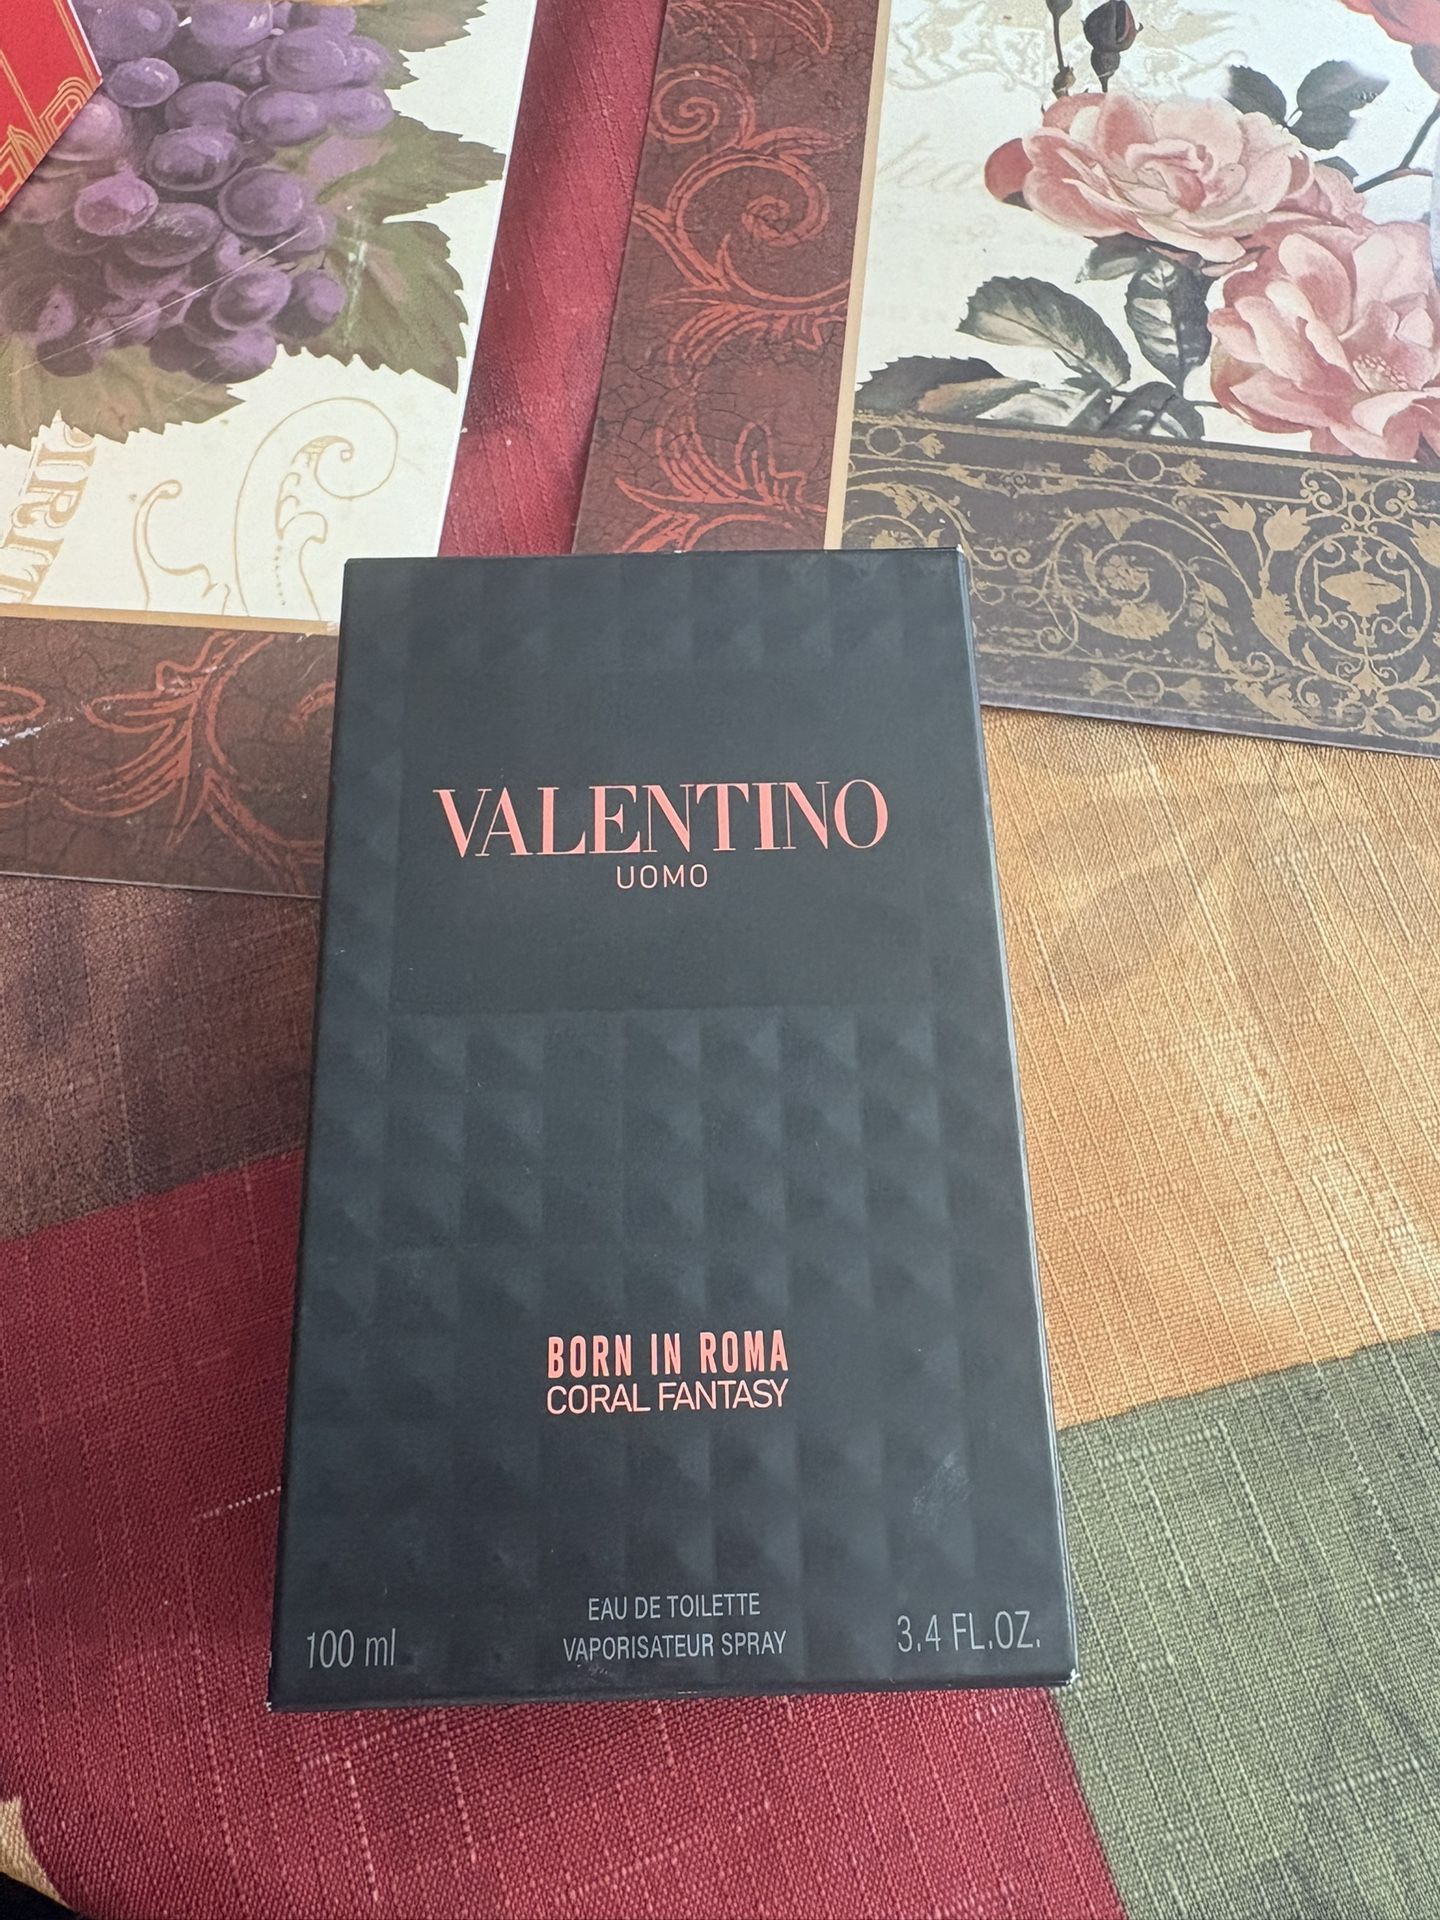 VALENTINO
UOMO
BORN IN ROMA
CORAL FANTASY
EAU DE TOILETTE
100 ml VAPORISATEUR SPRAY 3.4 FL.OZ.